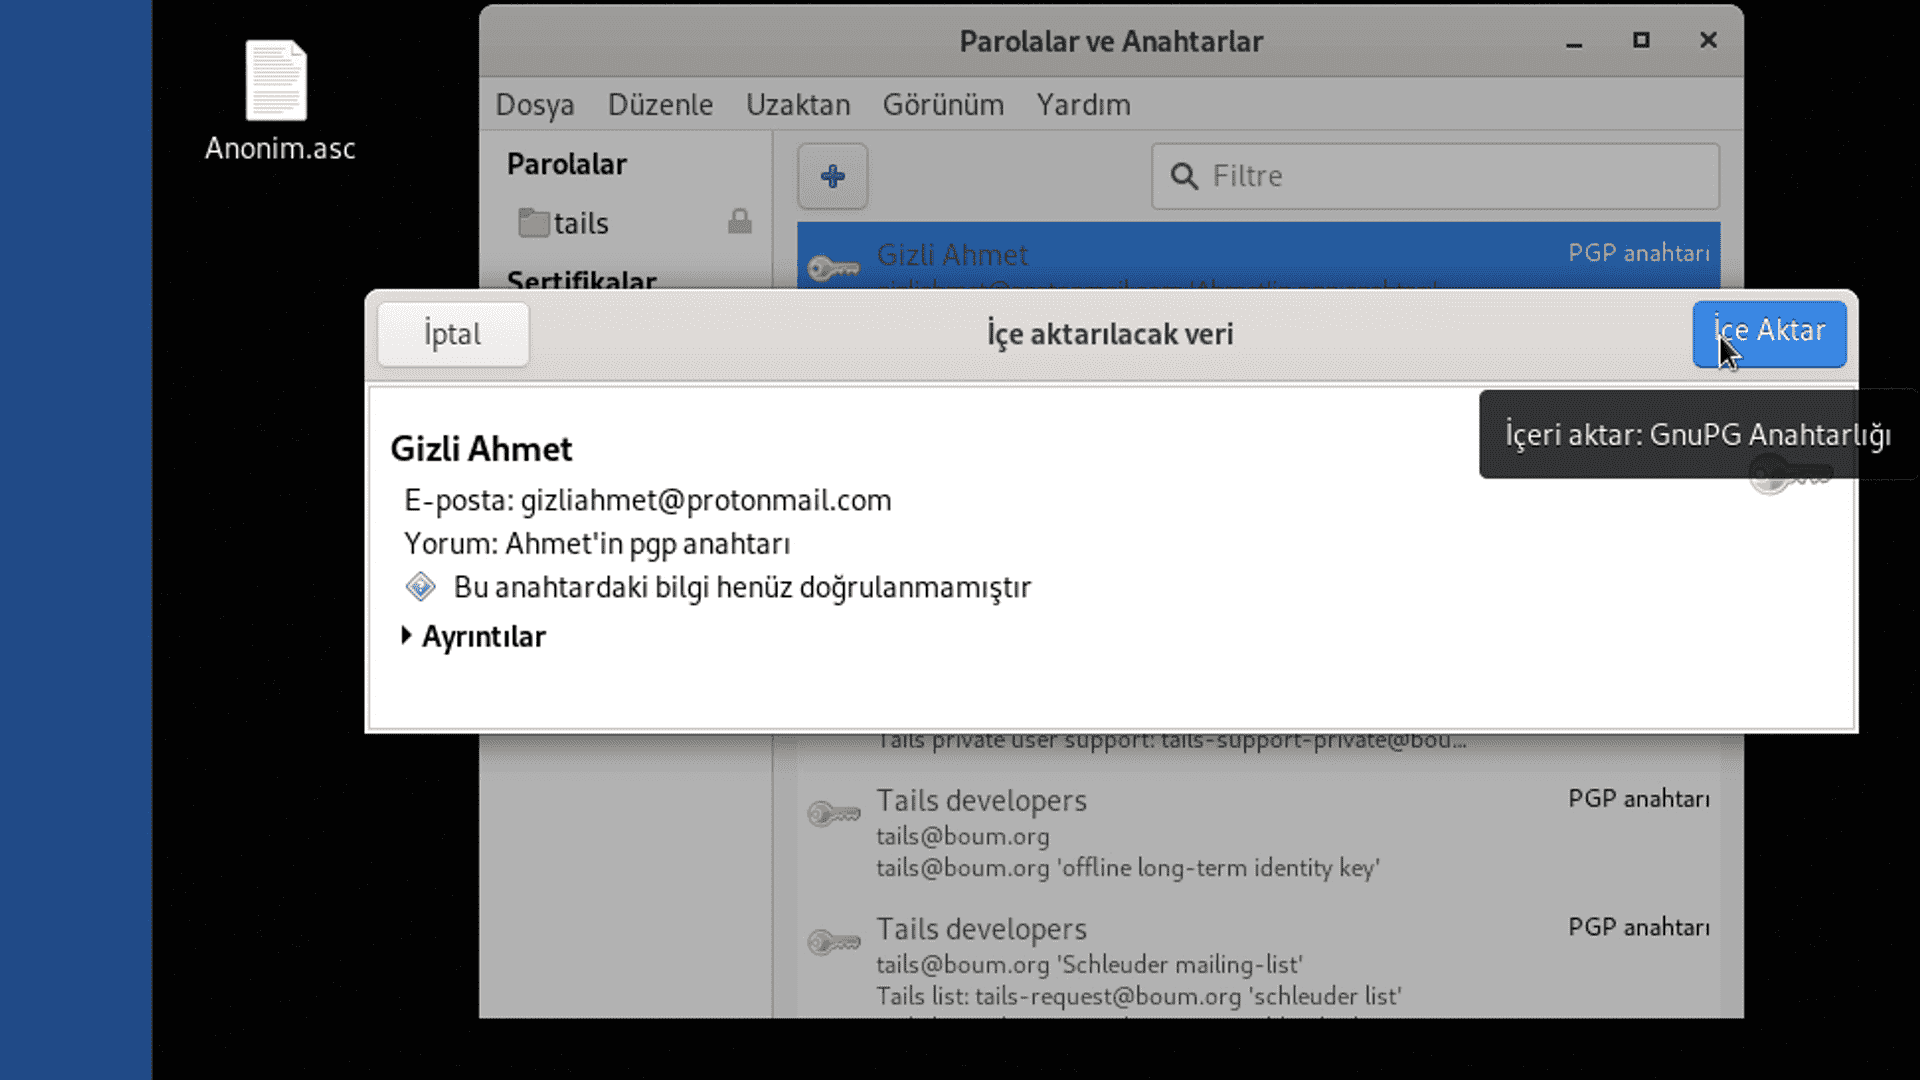 Anonim.asc
Parolalar ve Anahtarlar
Dosya Düzenle Uzaktan Görünüm Yardım
Parolalar
tails
Sertifikalar
Filtre
Gizli Ahmet
PGP anahtarı
İptal
İçe aktarılacak veri
İçe Aktar
İçeri aktar: GnuPG Anahtarlığı
Gizli Ahmet
E-posta: gizliahmet@protonmail.com
Yorum: Ahmet'in pgp anahtarı
Bu anahtardaki bilgi henüz doğrulanmamıştır
Ayrıntılar
Tails private user support: tails-support-private@bou...
Tails developers
PGP anahtarı
tails@boum.org
tails@boum.org 'offline long-term identity key'
Tails developers
PGP anahtarı
tails@boum.org 'Schleuder mailing-list'
Tails list: tails-request@boum.org 'schleuder list'